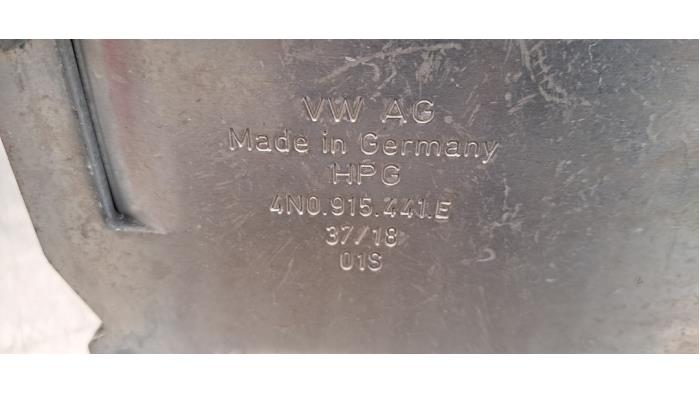 VW AG
Made in Germany
HPG
4N0.915.441.E
37/18
01S